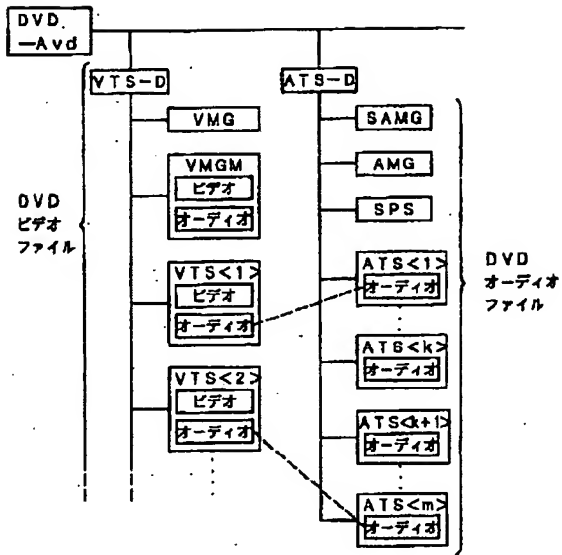 DVD
-Avd
VTS-D
ATS-D
DVD
ビデオ
ファイル
VMG
VMGM
ビデオ
オーディオ
VTS<1>
ビデオ
オーディオ
VTS<2>
ビデオ
オーディオ
SAMG
AMG
SPS
ATS<1>
オーディオ
ATS<k>
オーディオ
ATS<k+1>
オーディオ
ATS<m>
オーディオ
DVD
オーディオ
ファイル